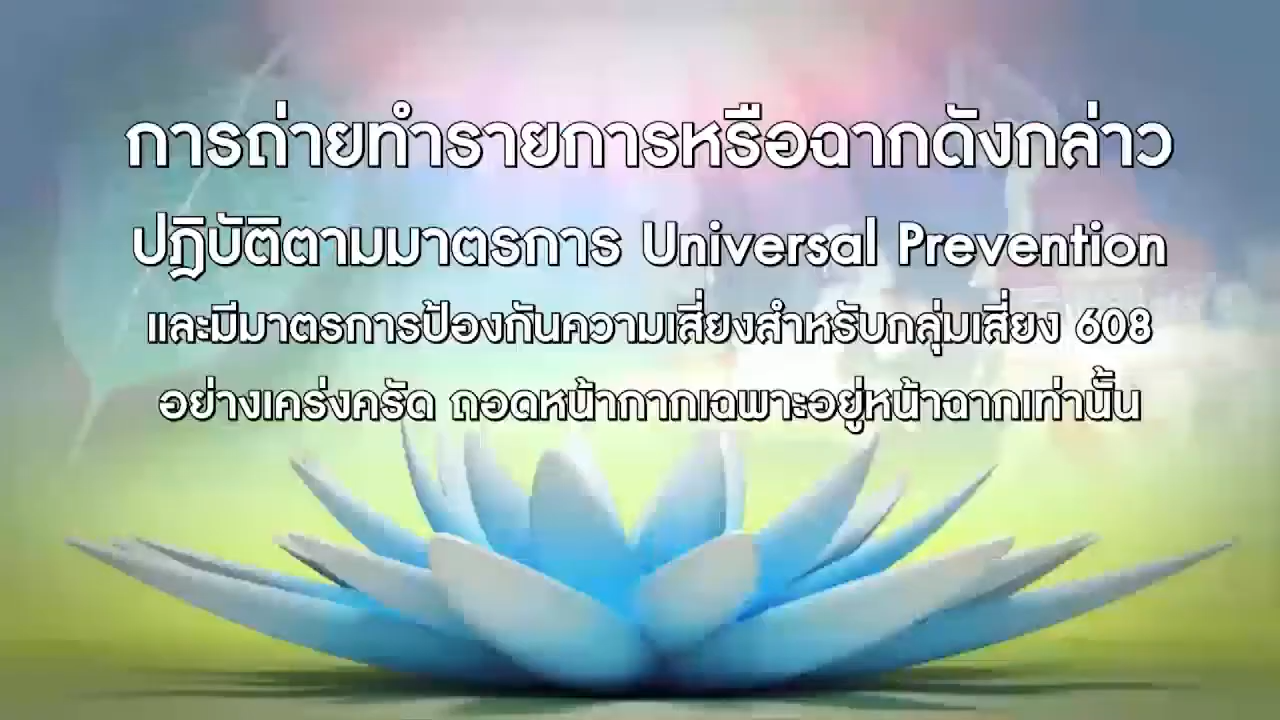 การถ่ายทำรายการหรือฉากดังกล่าว
ปฏิบัติตามมาตรการ Universal Prevention
และมีมาตรการป้องกันความเสี่ยงสำหรับกลุ่มเสี่ยง 608
อย่างเคร่งครัด ถอดหน้ากากเฉพาะอยู่หน้าฉากเท่านั้น